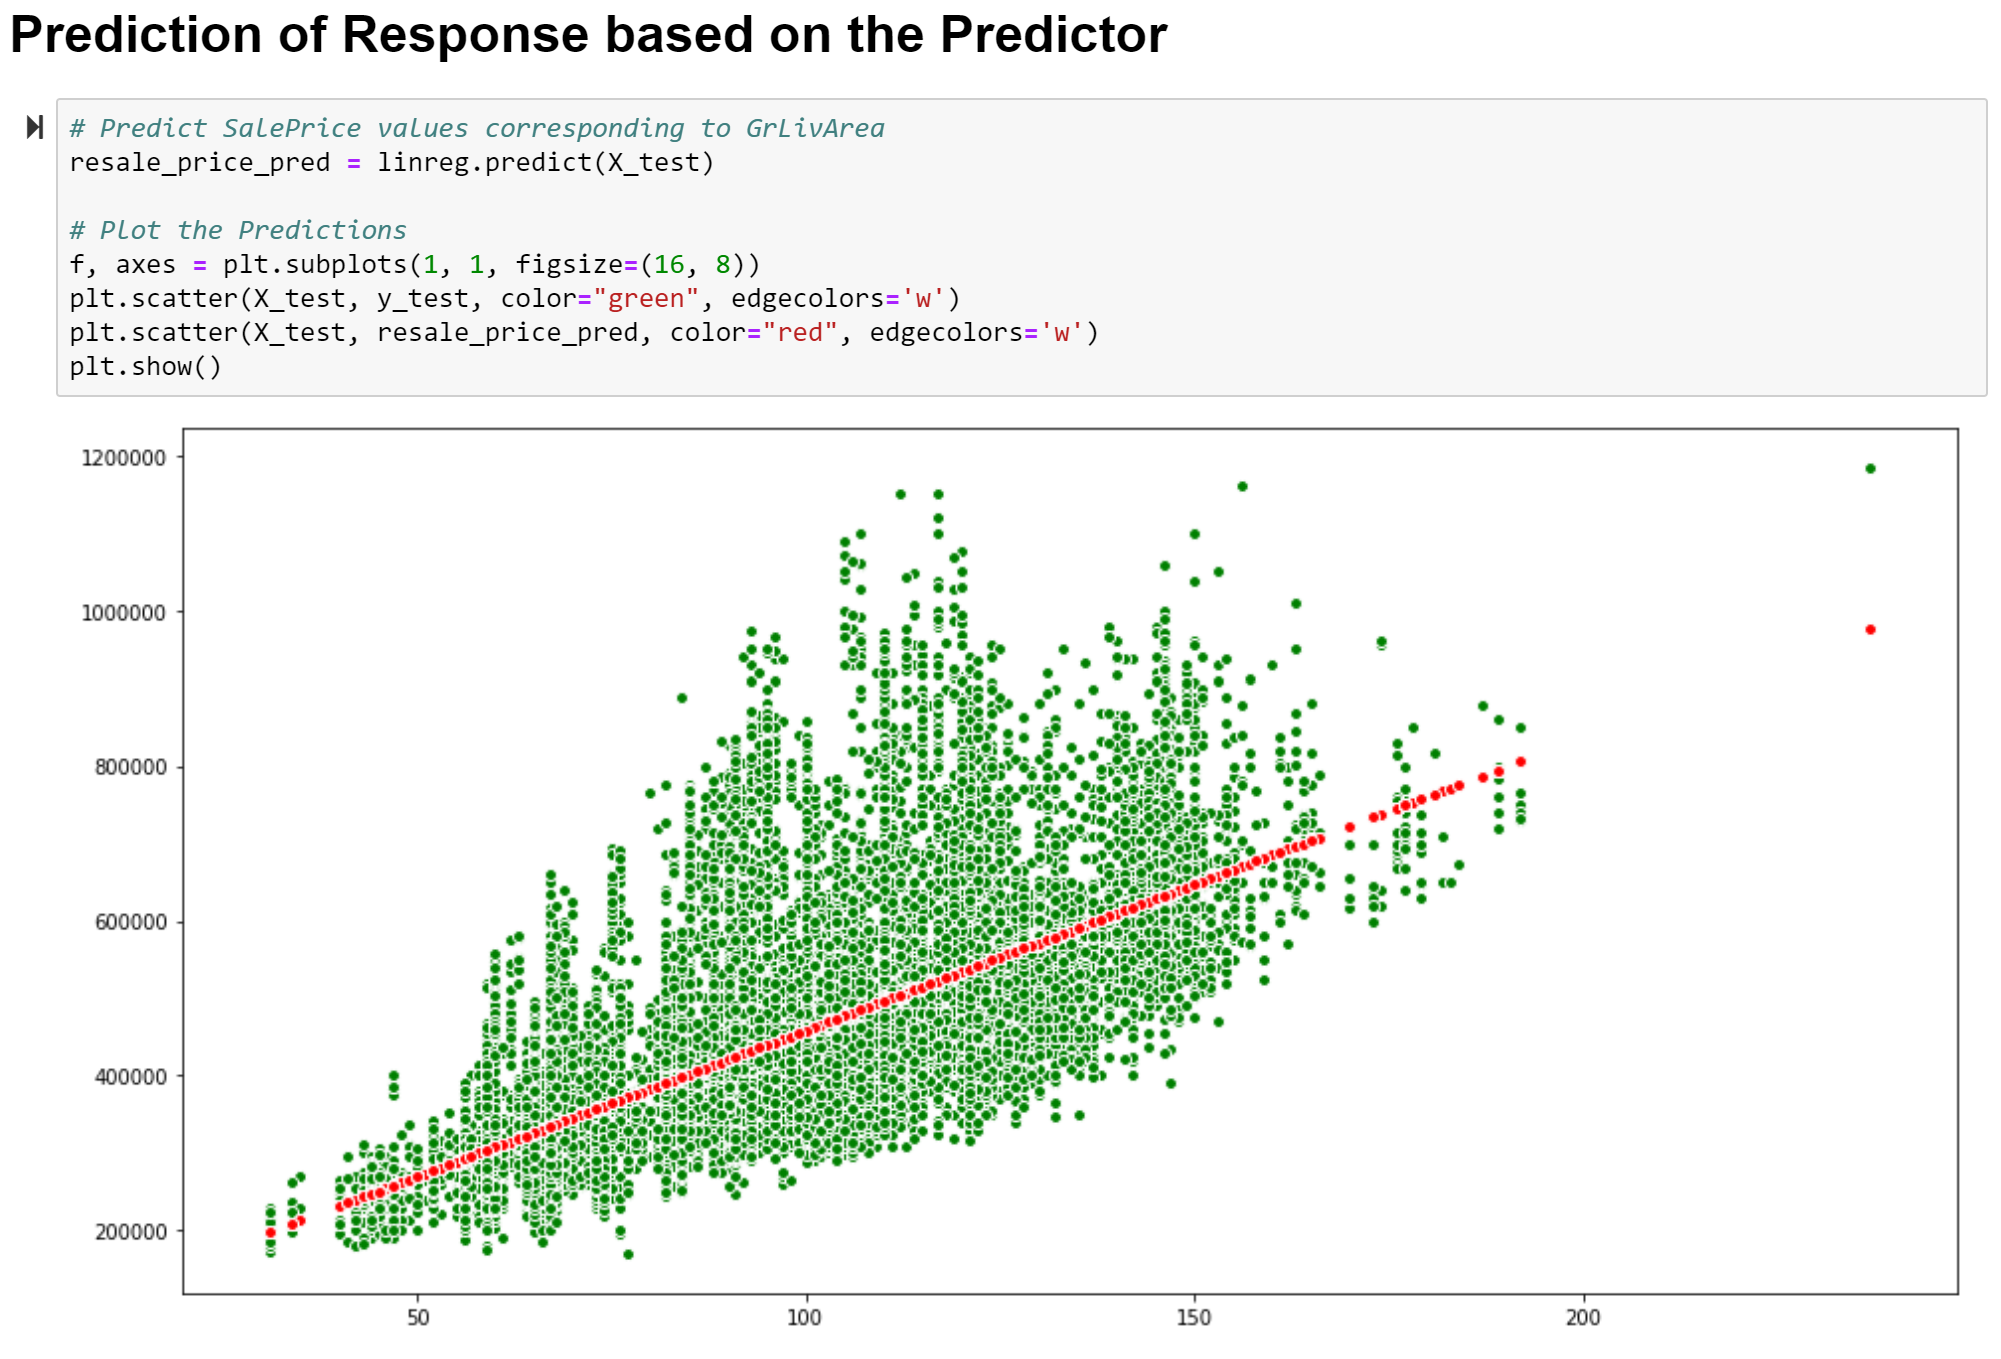 Prediction of Response based on the Predictor
# Predict SalePrice values corresponding to GrLivArea
resale_price_pred = linreg.predict(X_test)
# Plot the Predictions
f, axes = plt.subplots(1, 1, figsize=(16, 8))
plt.scatter(X_test, y_test, color="green", edgecolors='w')
plt.scatter(X_test, resale_price_pred, color="red", edgecolors='w')
plt.show()
1200000
1000000
800000
600000
400000
200000
50 100 150 200